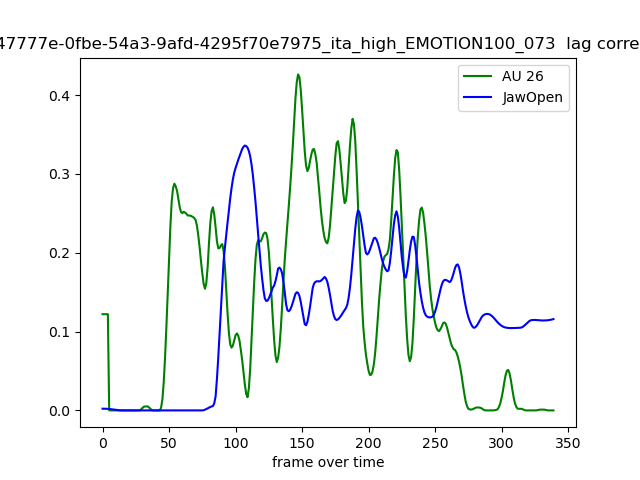 47777e-0fbe-54a3-9afd-4295f70e7975_ita_high_EMOTION100_073 lag corre
AU 26
JawOpen
0.4
0.3
0.2
0.1
0.0
0 50 100 150 200 250 300 350
frame over time